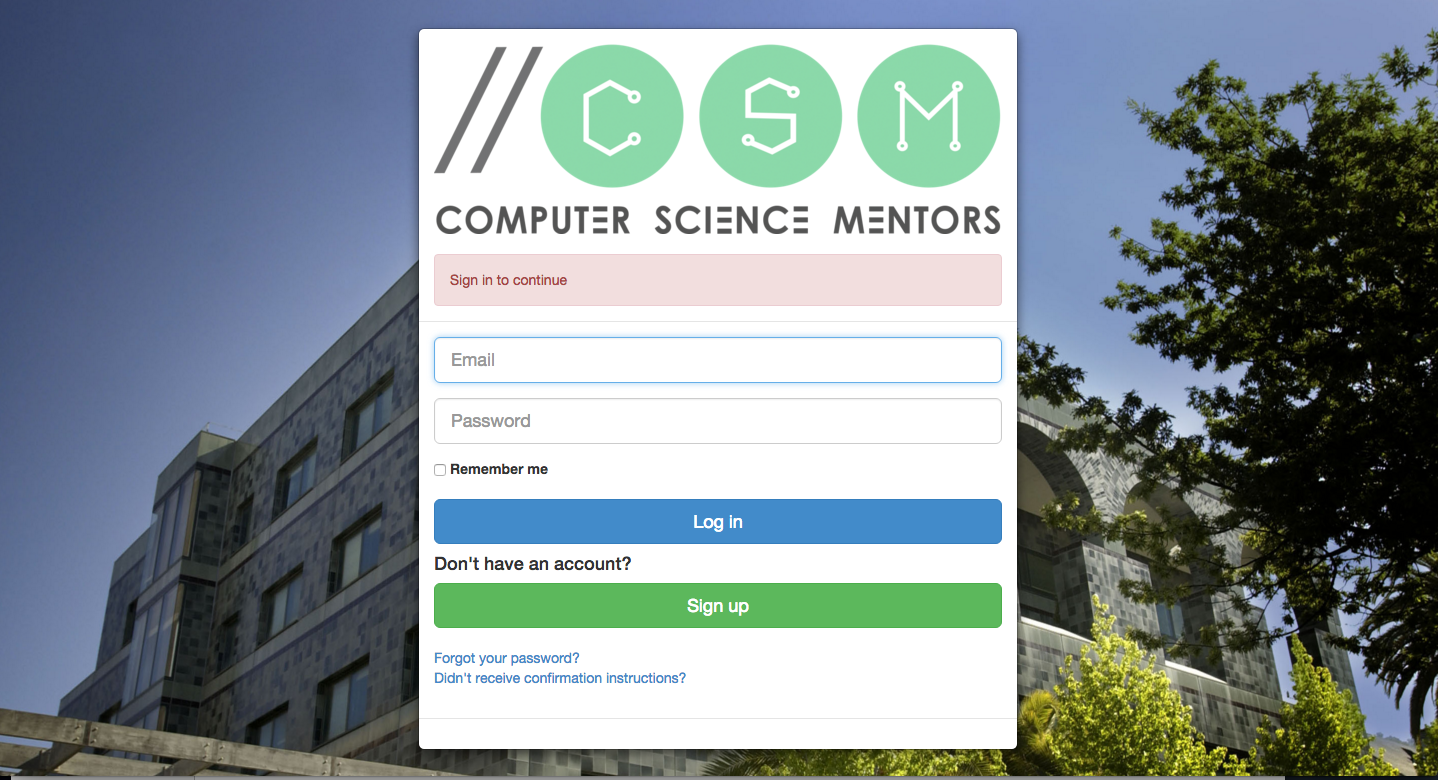 //CSM
COMPUTER SCIENCE MENTORS
Sign in to continue
Email
Password
Remember me
Log in
Don't have an account?
Sign up
Forgot your password?
Didn't receive confirmation instructions?